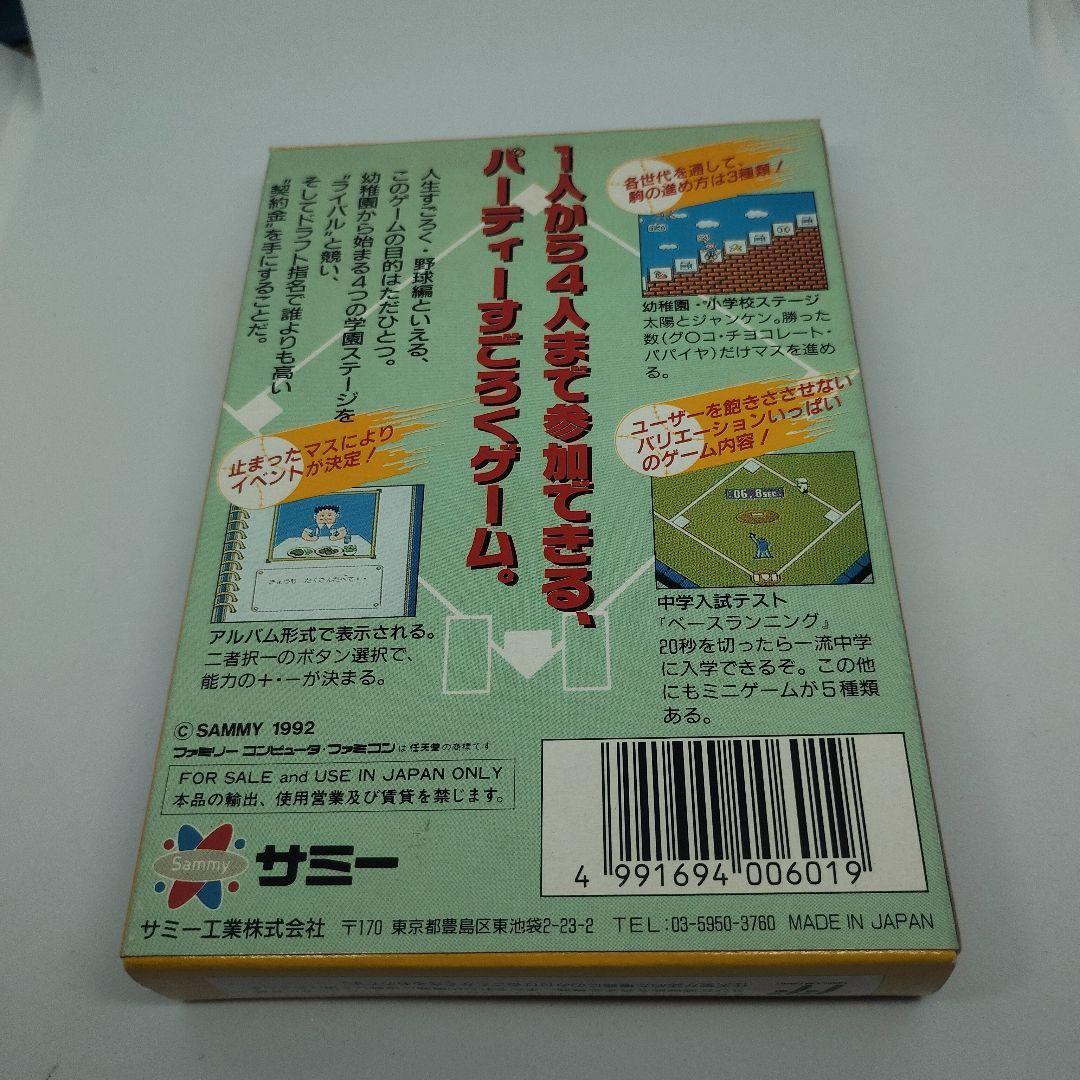 1人から4人まで参加できる、
パーティーすごろくゲーム。
人生すごろく・野球編といえる、
このゲームの目的はただひとつ。
幼稚園から始まる4つの学園ステージを
"ライバル"と競い、
そしてドラフト指名で誰よりも高い
"契約金"を手にすることだ。
各世代を通して、
駒の進め方は3種類!
幼稚園・小学校ステージ
太陽とジャンケン。勝った
数(グ〇コ・チヨコレート・
パパイヤ)だけマスを進め
る。
ユーザーを飽きささせない
バリエーションいっぱい
のゲーム内容!
06.8SEC
中学入試テスト
『ベースランニング』
20秒を切ったら一流中学
に入学できるぞ。この他
にもミニゲームが5種類
ある。
止まったマスにより
イベントが決定!
きょうも たくさんたべて・・
アルバム形式で表示される。
二者択一のボタン選択で、
能力の+・-が決まる。
©SAMMY 1992
ファミリーコンピュータ・ファミコンは任天堂の商標です
FOR SALE and USE IN JAPAN ONLY
本品の輸出、使用営業及び賃貸を禁じます。
Sammy
サミー
4 991694 006019
サミー工業株式会社 〒170 東京都豊島区東池袋2-23-2 TEL:03-5950-3760 MADE IN JAPAN